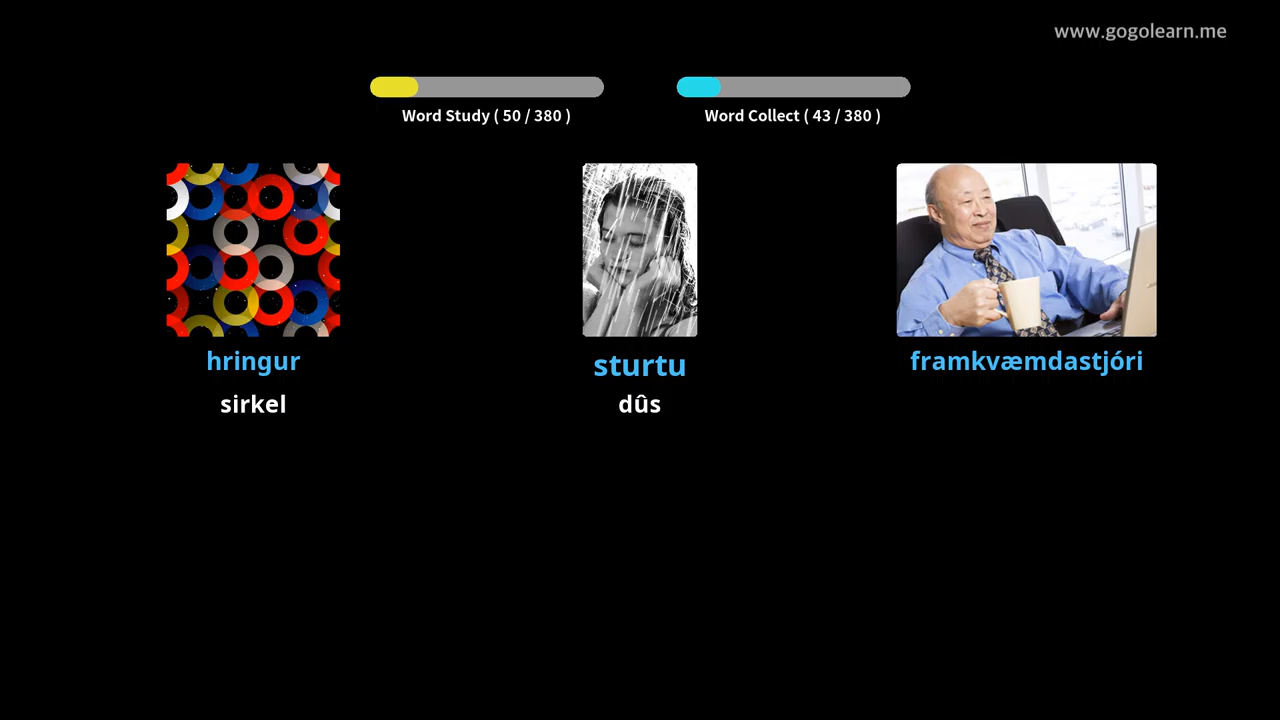 www.gogolearn.me
Word Study ( 50 / 380 )
Word Collect ( 43 / 380 )
hringur
sturtu
framkvæmdastjóri
sirkel
dûs